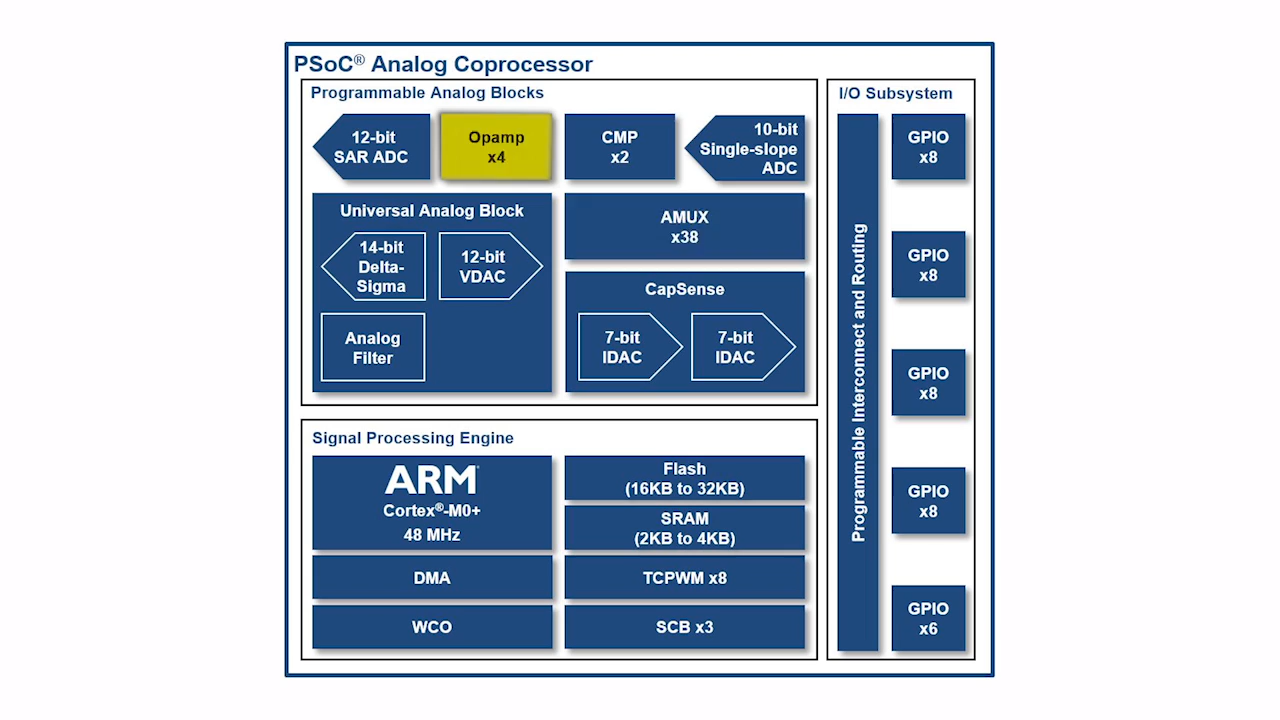 PSoC® Analog Coprocessor
Programmable Analog Blocks
12-bit
SAR ADC
Opamp
x4
CMP
x2
10-bit
Single-slope
ADC
Universal Analog Block
14-bit
Delta-
Sigma
12-bit
VDAC
Analog
Filter
AMUX
x38
CapSense
7-bit
IDAC
7-bit
IDAC
Signal Processing Engine
ARM®
Cortex®-M0+
48 MHz
DMA
WCO
Flash
(16KB to 32KB)
SRAM
(2KB to 4KB)
TCPWM x8
SCB x3
I/O Subsystem
Programmable Interconnect and Routing
GPIO
x8
GPIO
x8
GPIO
x8
GPIO
x8
GPIO
x6